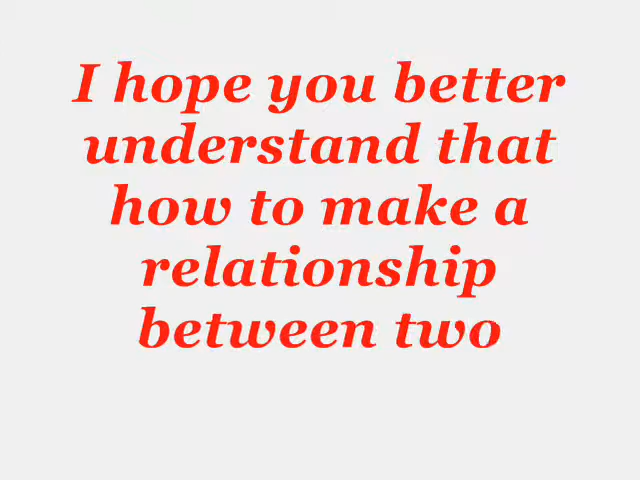 I hope you better
understand that
how to make a
relationship
between two